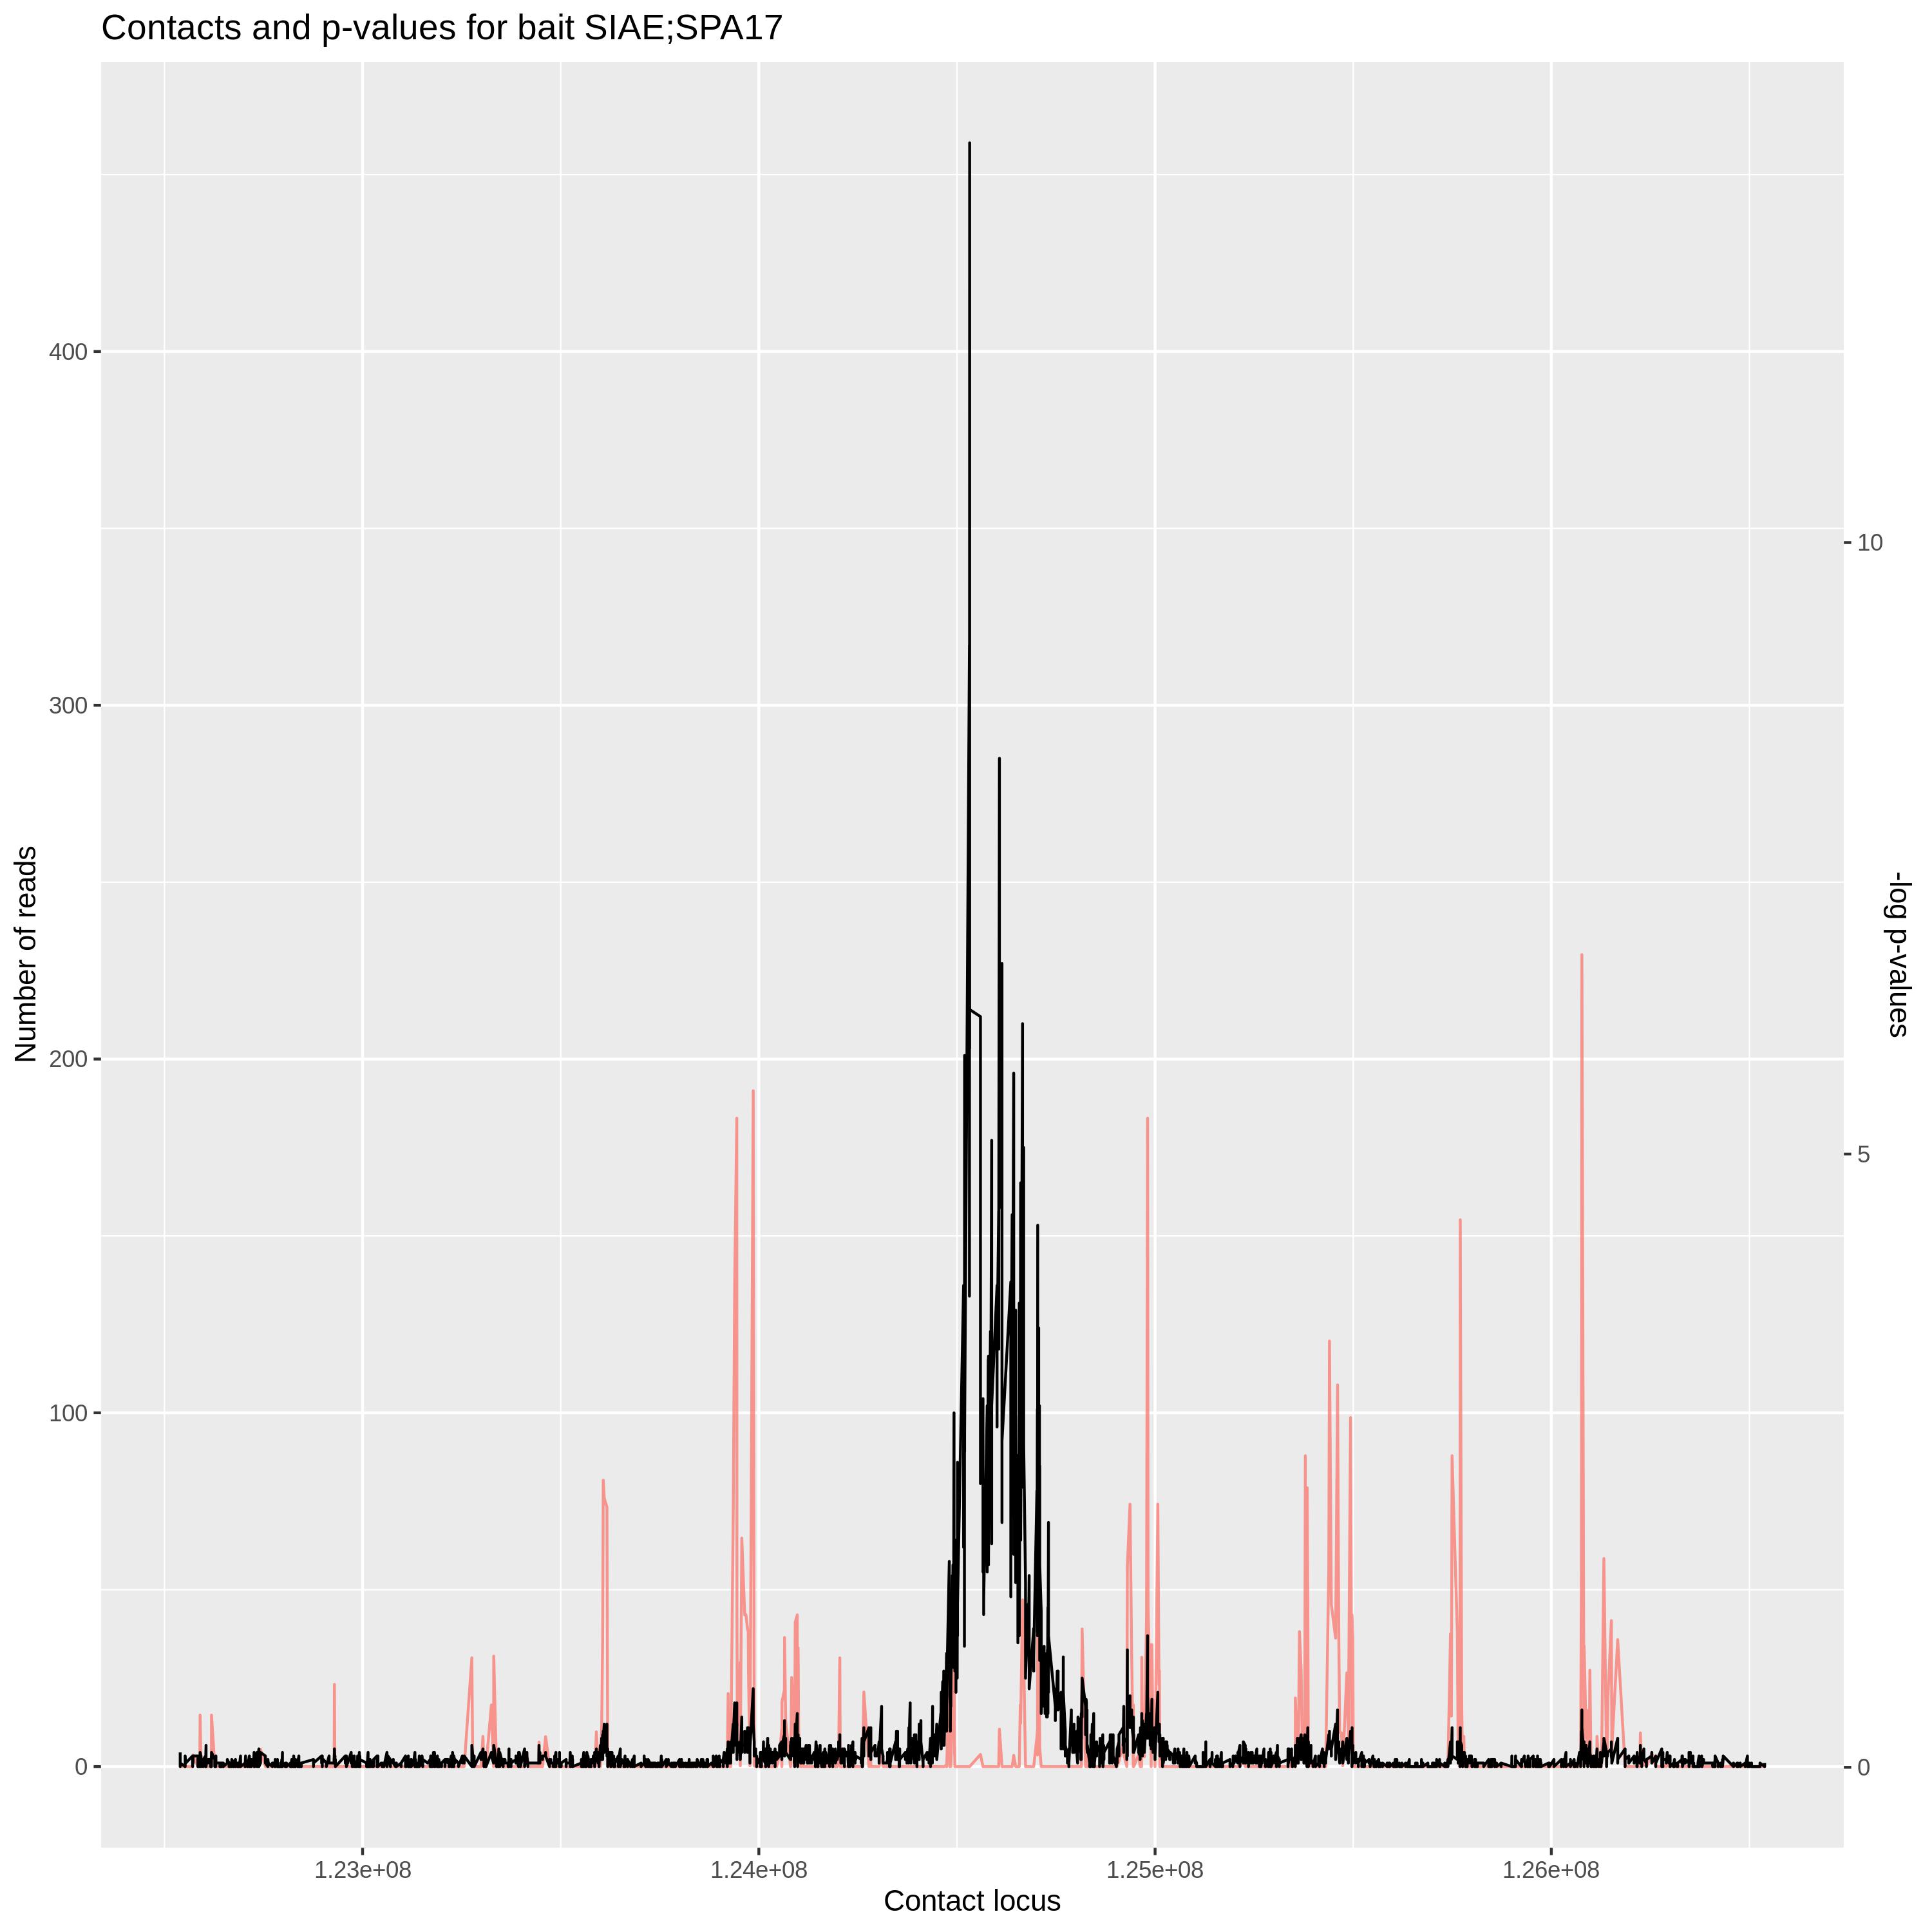 Contacts and p-values for bait SIAE;SPA17
Number of reads
400
300
200
100
0
10
5
0
-log p-values
1.23e+08
1.24e+08
1.25e+08
1.26e+08
Contact locus